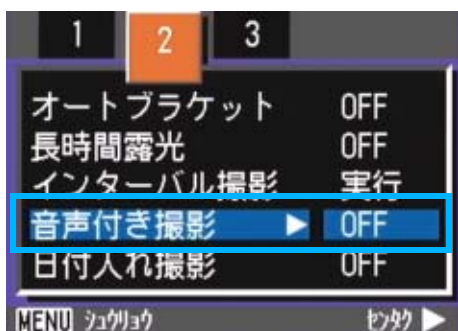 1 2 3
オートブラケット OFF
長時間露光 OFF
インターバル撮影 実行
音声付き撮影 ▶ OFF
日付入れ撮影 OFF
MENU シュウリョウ センタク ▶